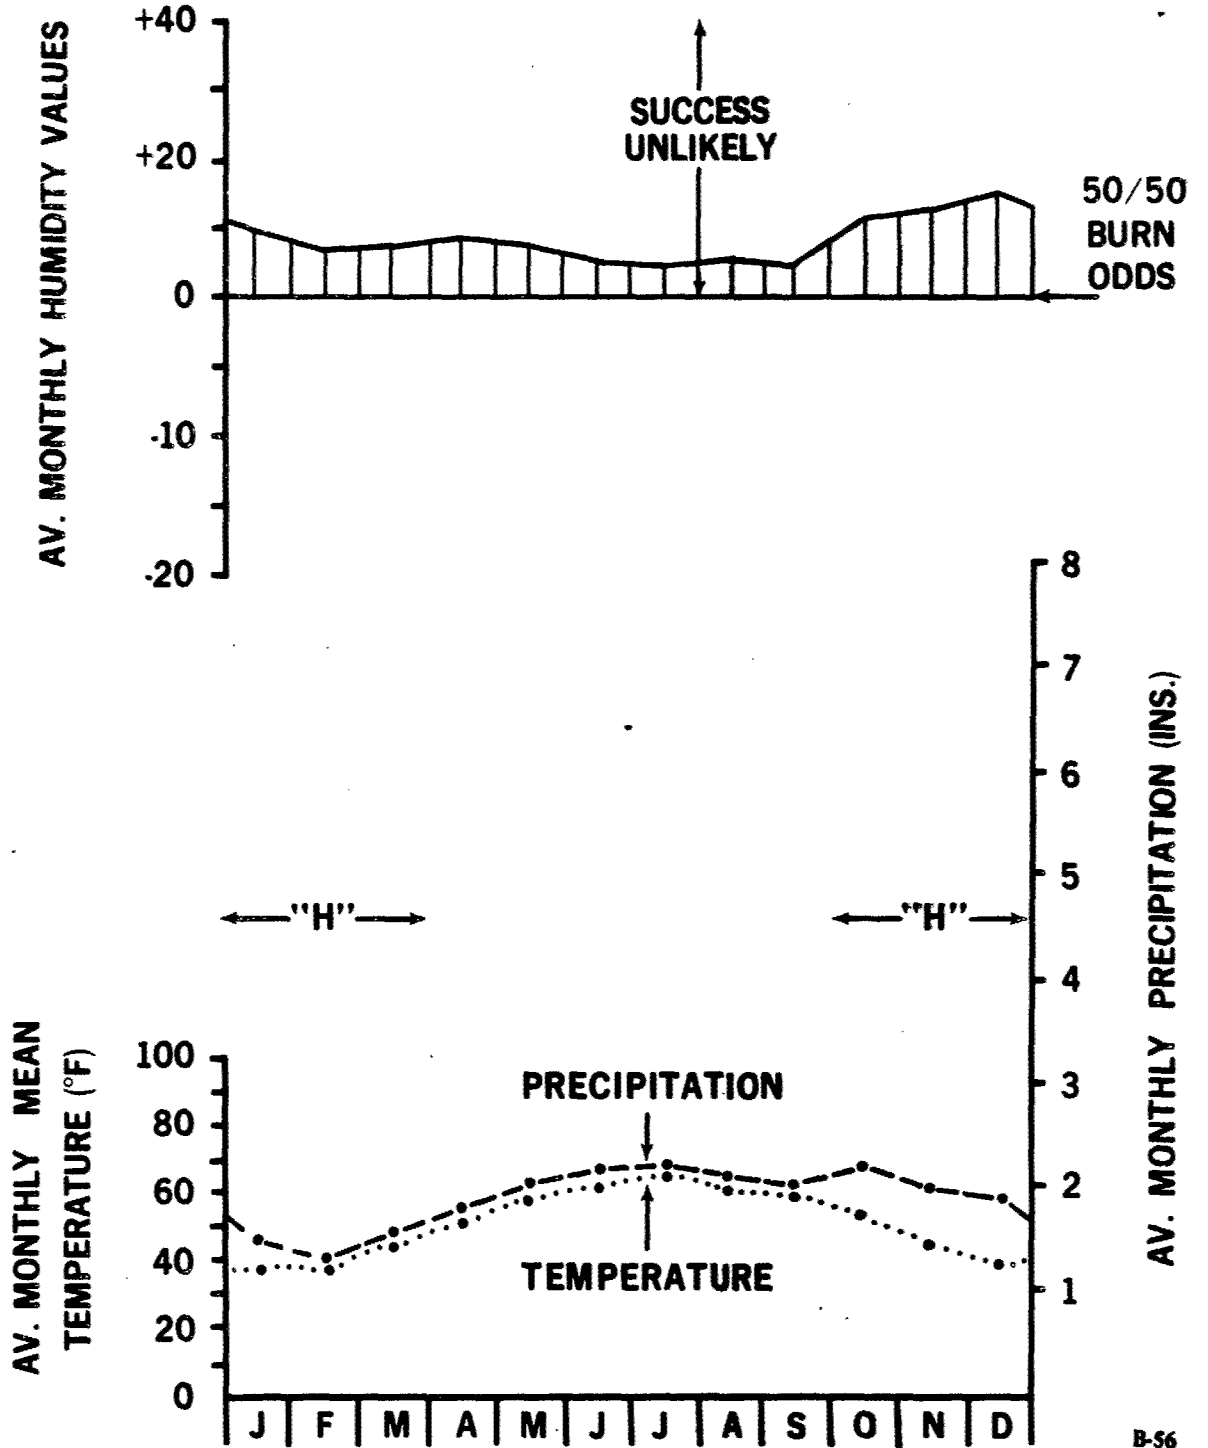 AV. MONTHLY HUMIDITY VALUES
+40
+20
0
-10
-20
SUCCESS
UNLIKELY
50/50
BURN
ODDS
8
7
6
5
4
3
2
1
AV. MONTHLY PRECIPITATION (INS.)
"H"
"H"
AV. MONTHLY MEAN
TEMPERATURE (°F)
100
80
60
40
20
0
PRECIPITATION
TEMPERATURE
J F M A M J J A S O N D
B-56